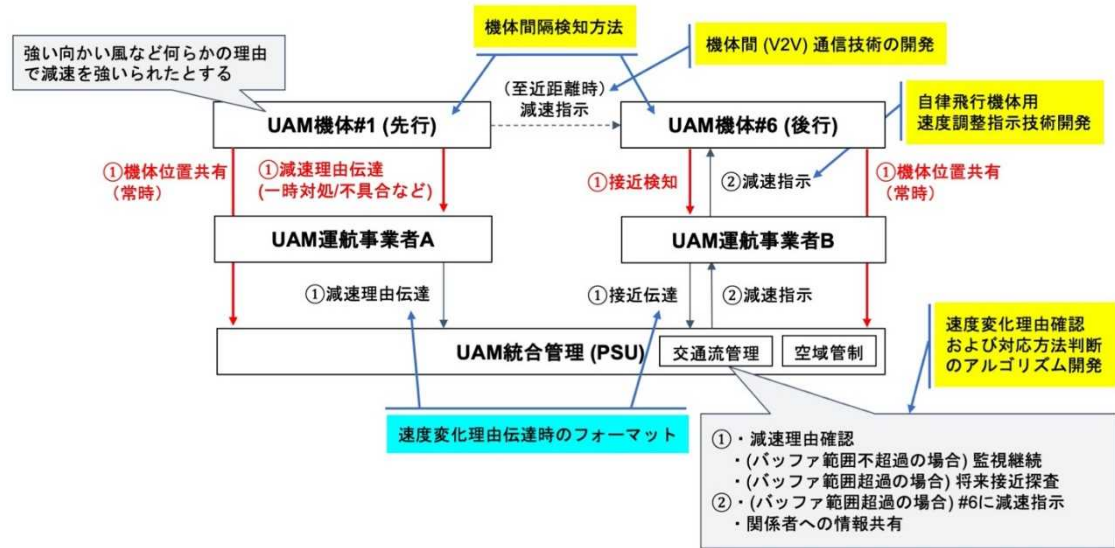 機体間隔検知方法
強い向かい風など何らかの理由
で減速を強いられたとする
機体間 (V2V) 通信技術の開発
(至近距離時)
減速指示
UAM機体#1 (先行)
UAM機体#6 (後行)
自律飛行機体用
速度調整指示技術開発
①機体位置共有
(常時)
①減速理由伝達
(一時対処/不具合など)
①接近検知
②減速指示
①機体位置共有
(常時)
UAM運航事業者A
UAM運航事業者B
①減速理由伝達
①接近伝達
②減速指示
UAM統合管理 (PSU)
交通流管理
空域管制
速度変化理由確認
および対応方法判断
のアルゴリズム開発
速度変化理由伝達時のフォーマット
①・減速理由確認
・(バッファ範囲不超過の場合) 監視継続
・(バッファ範囲超過の場合) 将来接近探査
②・(バッファ範囲超過の場合) #6に減速指示
・関係者への情報共有